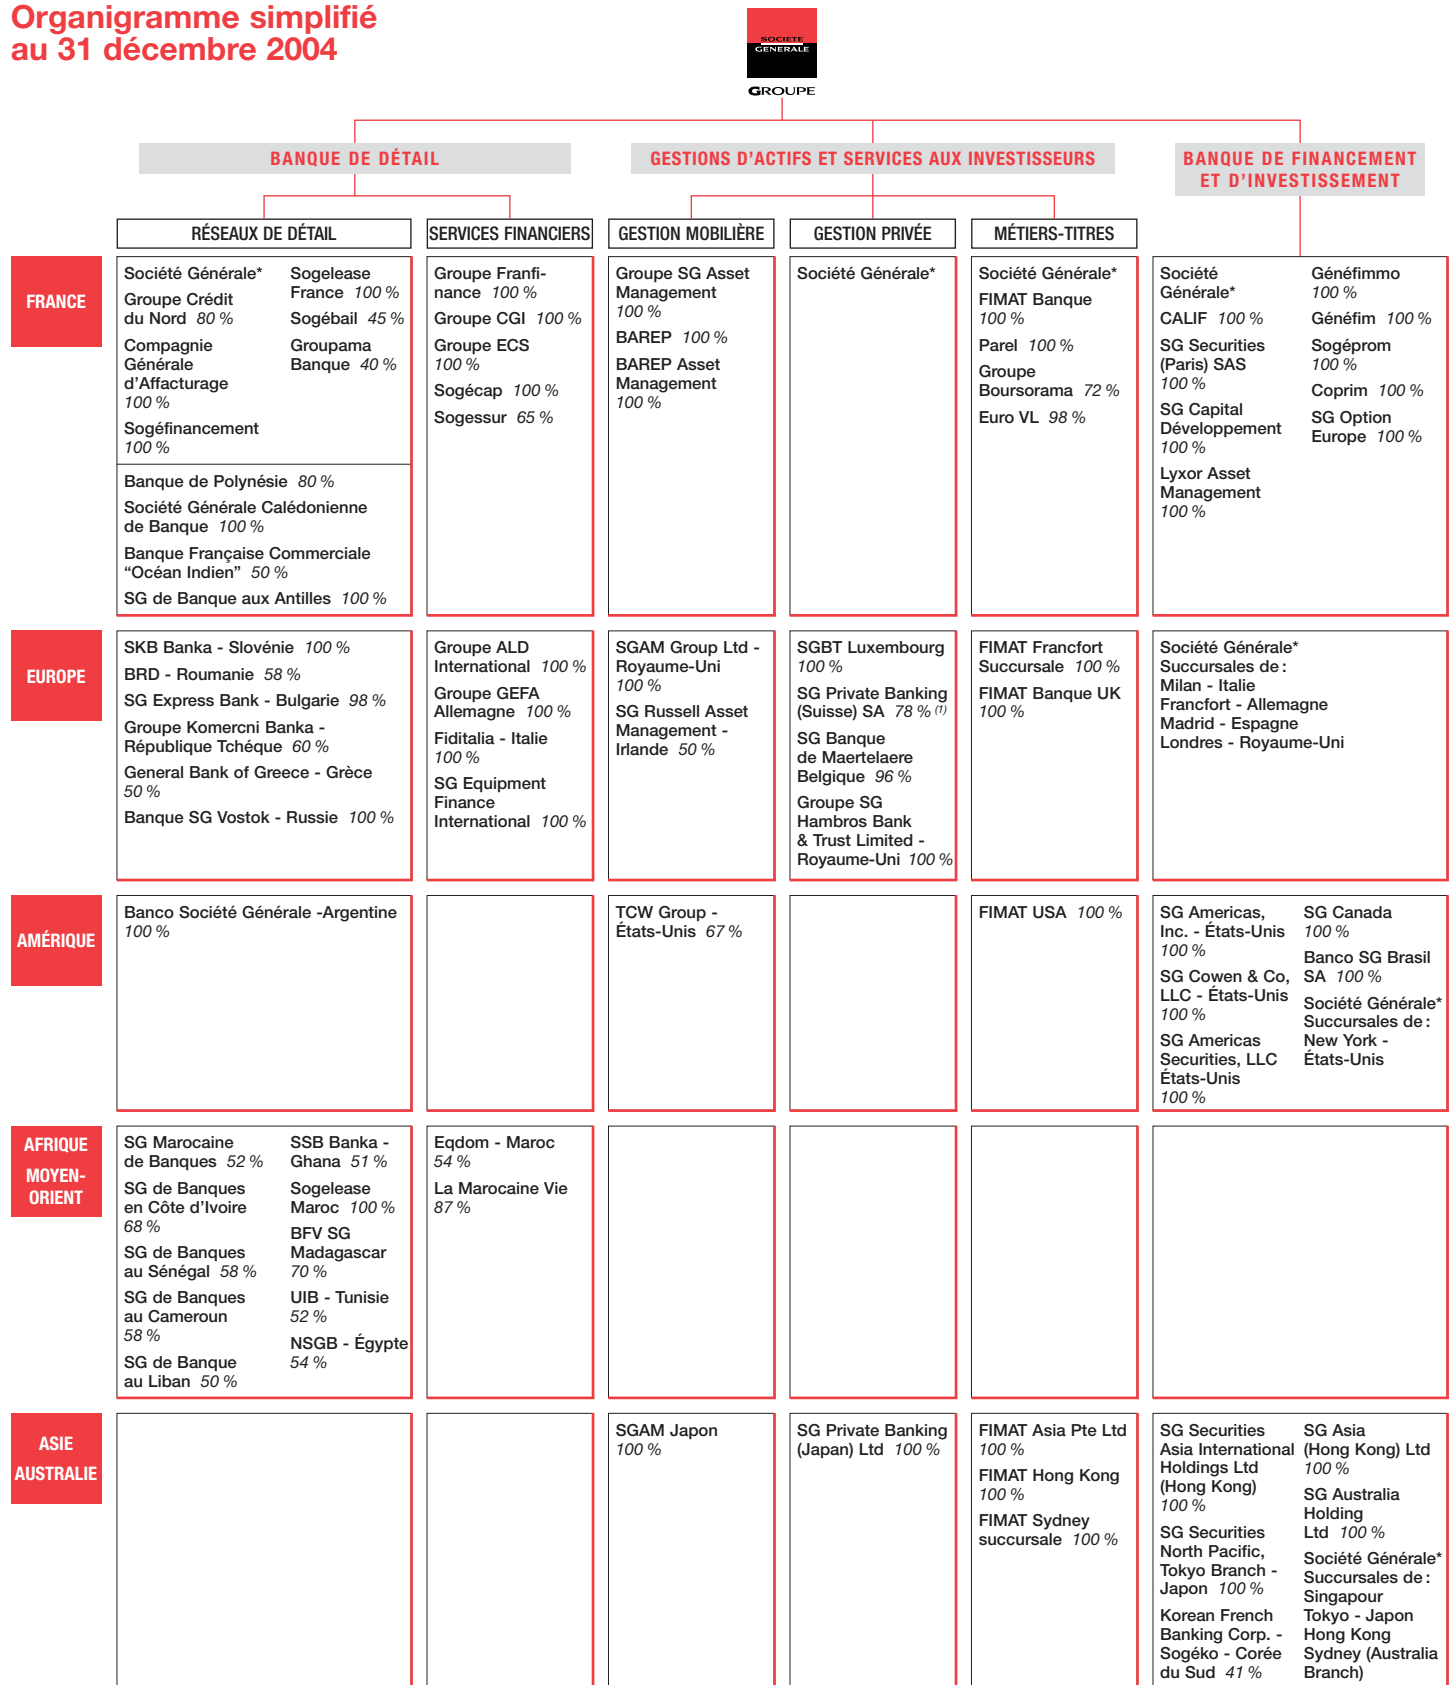 Organigramme simplifié
au 31 décembre 2004
SOCIETE
GENERALE
GROUPE
BANQUE DE DÉTAIL
GESTIONS D'ACTIFS ET SERVICES AUX INVESTISSEURS
BANQUE DE FINANCEMENT
ET D'INVESTISSEMENT
RÉSEAUX DE DÉTAIL
SERVICES FINANCIERS
GESTION MOBILIÈRE
GESTION PRIVÉE
MÉTIERS-TITRES
FRANCE
Société Générale*
Groupe Crédit
du Nord 80 %
Compagnie
Générale
d'Affacturage
100 %
Sogéfinancement
100 %
Sogelease
France 100 %
Sogébail 45 %
Groupama
Banque 40 %
Banque de Polynésie 80 %
Société Générale Calédonienne
de Banque 100 %
Banque Française Commerciale
“Océan Indien” 50 %
SG de Banque aux Antilles 100 %
Groupe Franfi-
nance 100 %
Groupe CGI 100 %
Groupe ECS
100 %
Sogécap 100 %
Sogessur 65 %
Groupe SG Asset
Management
100 %
BAREP 100 %
BAREP Asset
Management
100 %
Société Générale*
Société Générale*
FIMAT Banque
100 %
Parel 100 %
Groupe
Boursorama 72 %
Euro VL 98 %
Société
Générale*
CALIF 100 %
SG Securities
(Paris) SAS
100 %
SG Capital
Développement
100 %
Lyxor Asset
Management
100 %
Généfimmo
100 %
Généfim 100 %
Sogéprom
100 %
Coprim 100 %
SG Option
Europe 100 %
EUROPE
SKB Banka - Slovénie 100 %
BRD - Roumanie 58 %
SG Express Bank - Bulgarie 98 %
Groupe Komercni Banka -
République Tchéque 60 %
General Bank of Greece - Grèce
50 %
Banque SG Vostok - Russie 100 %
Groupe ALD
International 100 %
Groupe GEFA
Allemagne 100 %
Fiditalia - Italie
100 %
SG Equipment
Finance
International 100 %
SGAM Group Ltd -
Royaume-Uni
100 %
SG Russell Asset
Management -
Irlande 50 %
SGBT Luxembourg
100 %
SG Private Banking
(Suisse) SA 78 % (1)
SG Banque
de Maertelaere
Belgique 96 %
Groupe SG
Hambros Bank
& Trust Limited -
Royaume-Uni 100 %
FIMAT Francfort
Succursale 100 %
FIMAT Banque UK
100 %
Société Générale*
Succursales de :
Milan - Italie
Francfort - Allemagne
Madrid - Espagne
Londres - Royaume-Uni
AMÉRIQUE
Banco Société Générale -Argentine
100 %
TCW Group -
États-Unis 67 %
FIMAT USA 100 %
SG Americas,
Inc. - États-Unis
100 %
SG Cowen & Co,
LLC - États-Unis
100 %
SG Americas
Securities, LLC
États-Unis
100 %
SG Canada
100 %
Banco SG Brasil
SA 100 %
Société Générale*
Succursales de :
New York -
États-Unis
AFRIQUE
MOYEN-
ORIENT
SG Marocaine
de Banques 52 %
SG de Banques
en Côte d'Ivoire
68 %
SG de Banques
au Sénégal 58 %
SG de Banques
au Cameroun
58 %
SG de Banque
au Liban 50 %
SSB Banka -
Ghana 51 %
Sogelease
Maroc 100 %
BFV SG
Madagascar
70 %
UIB - Tunisie
52 %
NSGB - Égypte
54 %
Eqdom - Maroc
54 %
La Marocaine Vie
87 %
ASIE
AUSTRALIE
SGAM Japon
100 %
SG Private Banking
(Japan) Ltd 100 %
FIMAT Asia Pte Ltd
100 %
FIMAT Hong Kong
100 %
FIMAT Sydney
succursale 100 %
SG Securities
Asia International
Holdings Ltd
(Hong Kong)
100 %
SG Securities
North Pacific,
Tokyo Branch -
Japon 100 %
Korean French
Banking Corp. -
Sogéko - Corée
du Sud 41 %
SG Asia
(Hong Kong) Ltd
100 %
SG Australia
Holding
Ltd 100 %
Société Générale*
Succursales de :
Singapour
Tokyo - Japon
Hong Kong
Sydney (Australia
Branch)